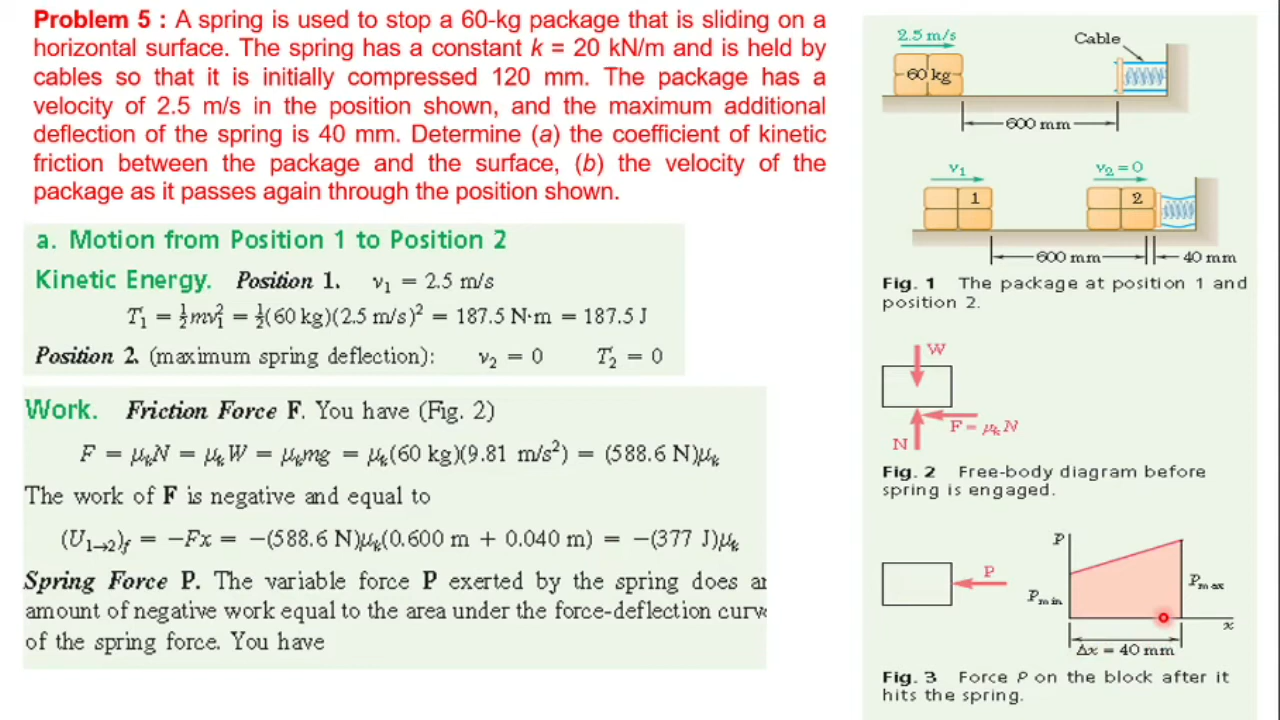 Problem 5 : A spring is used to stop a 60-kg package that is sliding on a
horizontal surface. The spring has a constant k = 20 kN/m and is held by
cables so that it is initially compressed 120 mm. The package has a
velocity of 2.5 m/s in the position shown, and the maximum additional
deflection of the spring is 40 mm. Determine (a) the coefficient of kinetic
friction between the package and the surface, (b) the velocity of the
package as it passes again through the position shown.
a. Motion from Position 1 to Position 2
Kinetic Energy. Position 1. v₁ = 2.5 m/s
T₁ = ½mv₁² = ½(60 kg)(2.5 m/s)² = 187.5 N·m = 187.5 J
Position 2. (maximum spring deflection): v₂ = 0 T₂ = 0
Work. Friction Force F. You have (Fig. 2)
F = μₖN = μₖW = μₖmg = μₖ(60 kg)(9.81 m/s²) = (588.6 N)μₖ
The work of F is negative and equal to
(U₁→₂)f = −Fx = −(588.6 N)μₖ(0.600 m + 0.040 m) = −(377 J)μₖ
Spring Force P. The variable force P exerted by the spring does an
amount of negative work equal to the area under the force-deflection curv
of the spring force. You have
2.5 m/s
Cable
60 kg
600 mm
v₁
v₂ = 0
1
2
600 mm
40 mm
Fig. 1 The package at position 1 and
position 2.
W
F = μₖ N
N
Fig. 2 Free-body diagram before
spring is engaged.
P
P
Pmin
Pmax
x
Δx = 40 mm
Fig. 3 Force P on the block after it
hits the spring.